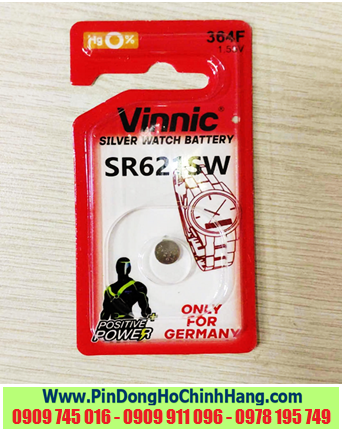 Hg 0%
364F
1.55V
Vinnic®
SILVER WATCH BATTERY
SR621SW
POSITIVE+
POWER
ONLY
FOR
GERMANY
Www.PinDongHoChinhHang.com
0909 745 016 - 0909 911 096 - 0978 195 749